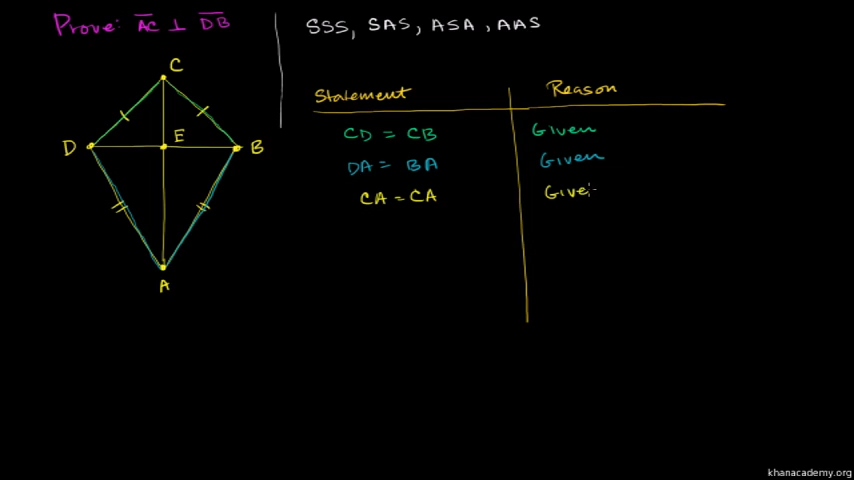 Prove: AC ⊥ DB
SSS, SAS, ASA, AAS
C
D
E
B
A
Statement Reason
CD = CB Given
DA = BA Given
CA = CA Give
khanacademy.org